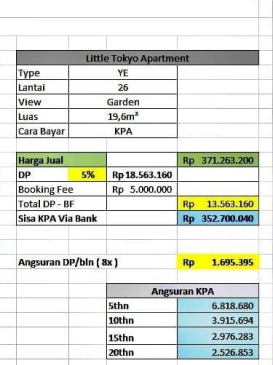 Little Tokyo Apartment
Type YE
Lantai 26
View Garden
Luas 19,6m²
Cara Bayar KPA
Harga Jual Rp 371.263.200
DP 5% Rp 18.563.160
Booking Fee Rp 5.000.000
Total DP - BF Rp 13.563.160
Sisa KPA Via Bank Rp 352.700.040
Angsuran DP/bln ( 8x ) Rp 1.695.395
Angsuran KPA
5thn 6.818.680
10thn 3.915.694
15thn 2.976.283
20thn 2.526.853